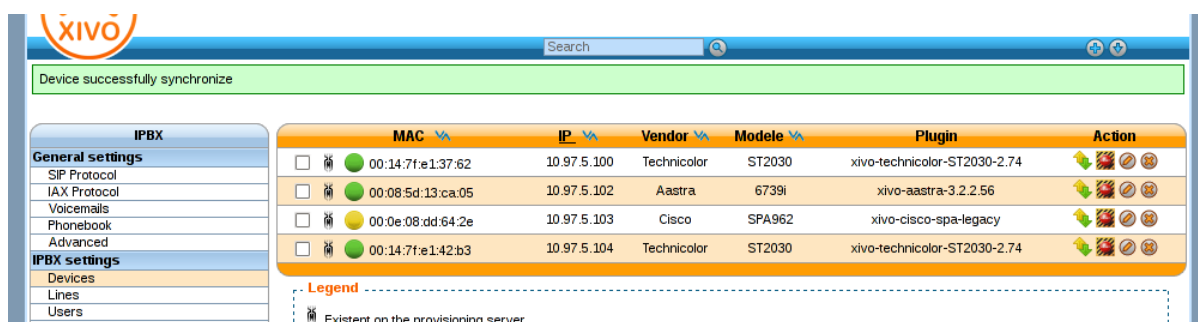 XIVO
Search
Device successfully synchronize
IPBX
General settings
SIP Protocol
IAX Protocol
Voicemails
Phonebook
Advanced
IPBX settings
Devices
Lines
Users
MAC IP Vendor Modele Plugin Action
00:14:7f:e1:37:62 10.97.5.100 Technicolor ST2030 xivo-technicolor-ST2030-2.74
00:08:5d:13:ca:05 10.97.5.102 Aastra 6739i xivo-aastra-3.2.2.56
00:0e:08:dd:64:2e 10.97.5.103 Cisco SPA962 xivo-cisco-spa-legacy
00:14:7f:e1:42:b3 10.97.5.104 Technicolor ST2030 xivo-technicolor-ST2030-2.74
Legend
Existent on the provisioning server